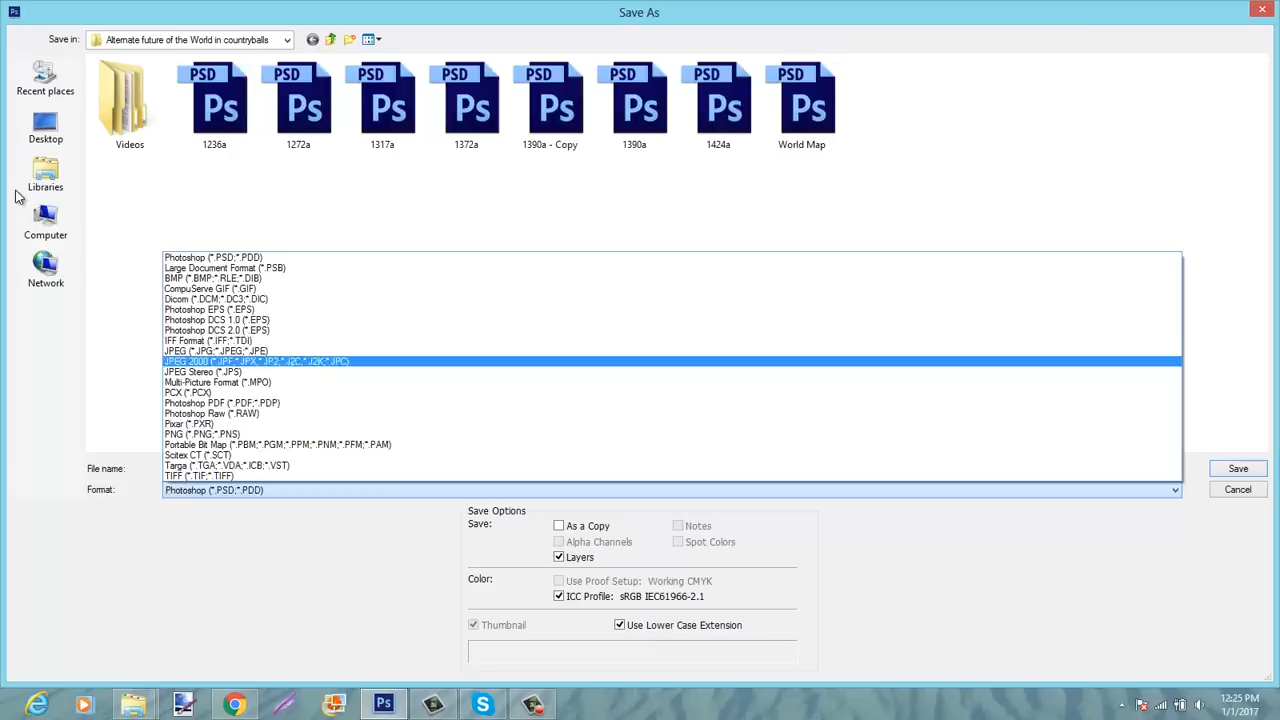 Ps
Save As
Save in:
Alternate future of the World in countryballs
Recent places
Desktop
Libraries
Computer
Network
PSD PSD PSD PSD PSD PSD PSD PSD
Ps Ps Ps Ps Ps Ps Ps Ps
Videos 1236a 1272a 1317a 1372a 1390a - Copy 1390a 1424a World Map
Photoshop (*.PSD;*.PDD)
Large Document Format (*.PSB)
BMP (*.BMP;*.RLE;*.DIB)
CompuServe GIF (*.GIF)
Dicom (*.DCM;*.DC3;*.DIC)
Photoshop EPS (*.EPS)
Photoshop DCS 1.0 (*.EPS)
Photoshop DCS 2.0 (*.EPS)
IFF Format (*.IFF;*.TDI)
JPEG (*.JPG;*.JPEG;*.JPE)
JPEG 2000 (*.JPF;*.JPX;*.JP2;*.J2C;*.J2K;*.JPC)
JPEG Stereo (*.JPS)
Multi-Picture Format (*.MPO)
PCX (*.PCX)
Photoshop PDF (*.PDF;*.PDP)
Photoshop Raw (*.RAW)
Pixar (*.PXR)
PNG (*.PNG;*.PNS)
Portable Bit Map (*.PBM;*.PGM;*.PPM;*.PNM;*.PFM;*.PAM)
Scitex CT (*.SCT)
Targa (*.TGA;*.VDA;*.ICB;*.VST)
TIFF (*.TIF;*.TIFF)
File name:
Save
Format:
Photoshop (*.PSD;*.PDD)
Cancel
Save Options
Save:
As a Copy
Notes
Alpha Channels
Spot Colors
Layers
Color:
Use Proof Setup: Working CMYK
ICC Profile: sRGB IEC61966-2.1
Thumbnail
Use Lower Case Extension
Ps
12:25 PM
1/1/2017